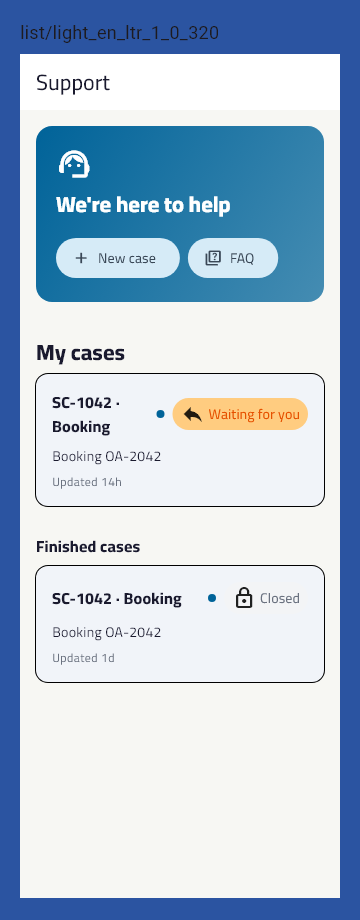 list/light_en_ltr_1_0_320
Support
We're here to help
New case
FAQ
My cases
SC-1042 ·
Booking
Waiting for you
Booking OA-2042
Updated 14h
Finished cases
SC-1042 · Booking
Closed
Booking OA-2042
Updated 1d